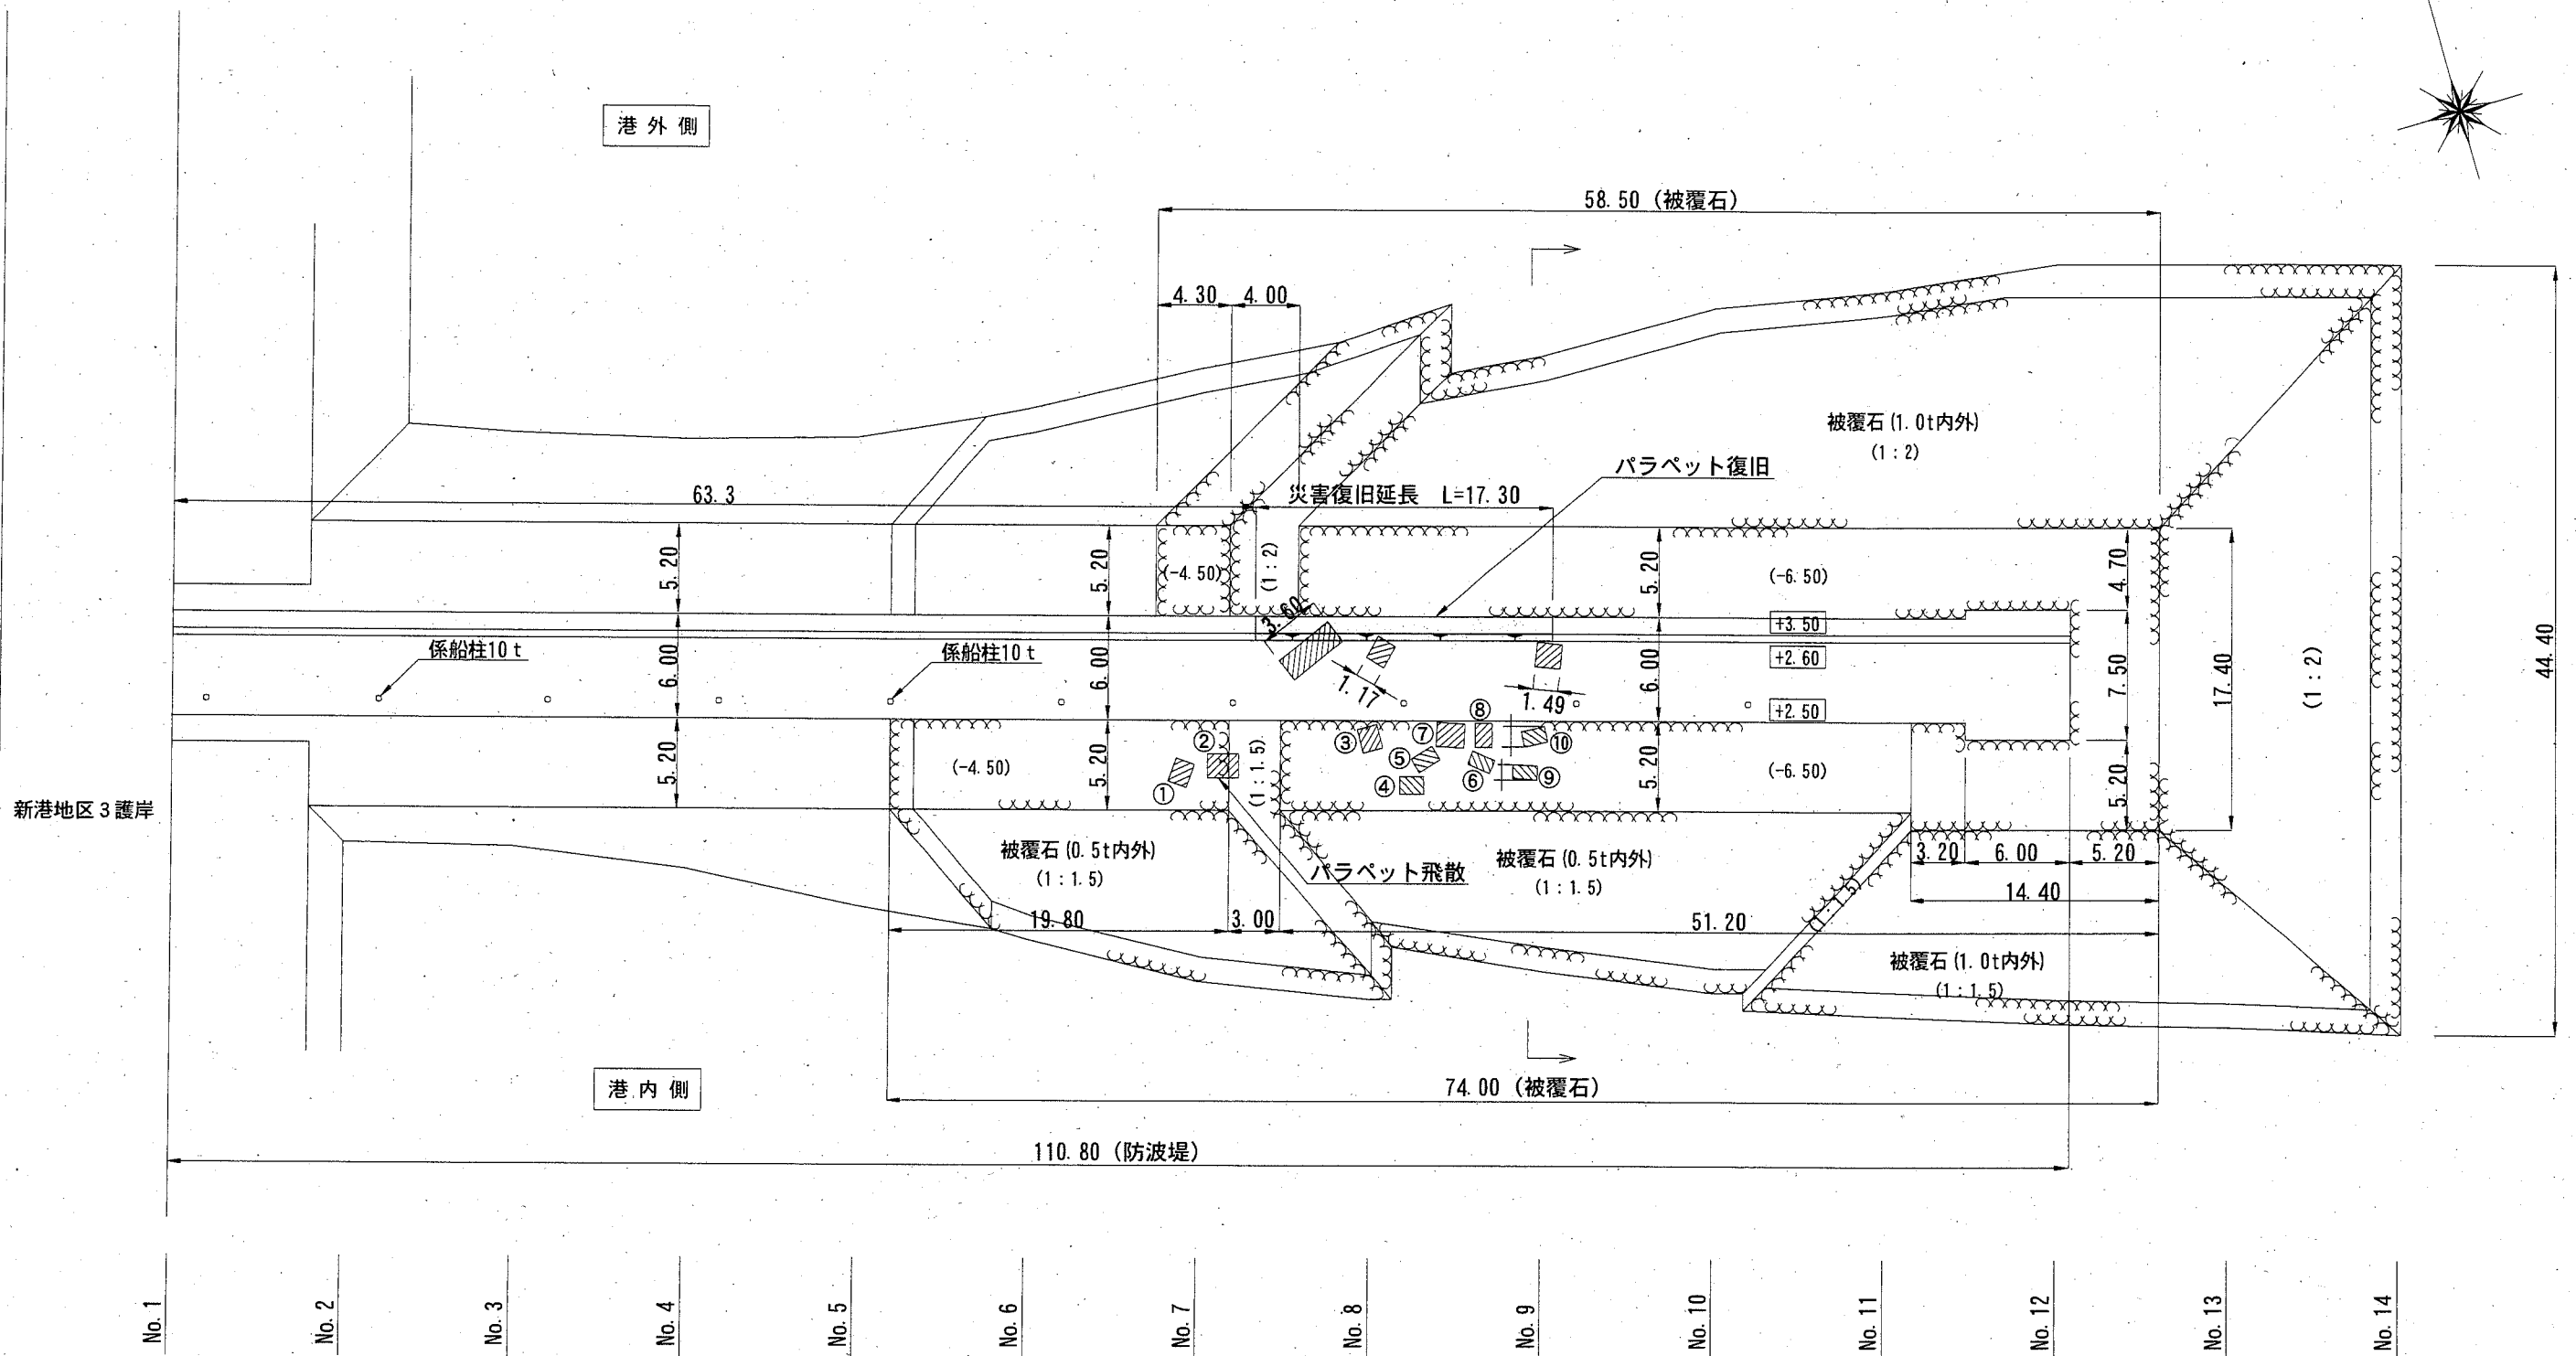 港外側
58.50 (被覆石)
4.30
4.00
被覆石(1.0t内外)
(1:2)
パラペット復旧
63.3
災害復旧延長 L=17.30
5.20
5.20
(-4.50)
(1:2)
5.20
(-6.50)
4.70
3.60
+3.50
係船柱10t
係船柱10t
6.00
6.00
1.17
1.49
6.00
+2.60
+2.50
7.50
17.40
(1:2)
44.40
5.20
(-4.50)
5.20
①
②
(1:1.5)
③
④
⑤
⑥
⑦
⑧
⑨
⑩
5.20
(-6.50)
5.20
新港地区3護岸
被覆石(0.5t内外)
(1:1.5)
パラペット飛散
被覆石(0.5t内外)
(1:1.5)
3.20
6.00
5.20
14.40
(1:1.5)
19.80
3.00
51.20
被覆石(1.0t内外)
(1:1.5)
港内側
74.00 (被覆石)
110.80 (防波堤)
No.1
No.2
No.3
No.4
No.5
No.6
No.7
No.8
No.9
No.10
No.11
No.12
No.13
No.14